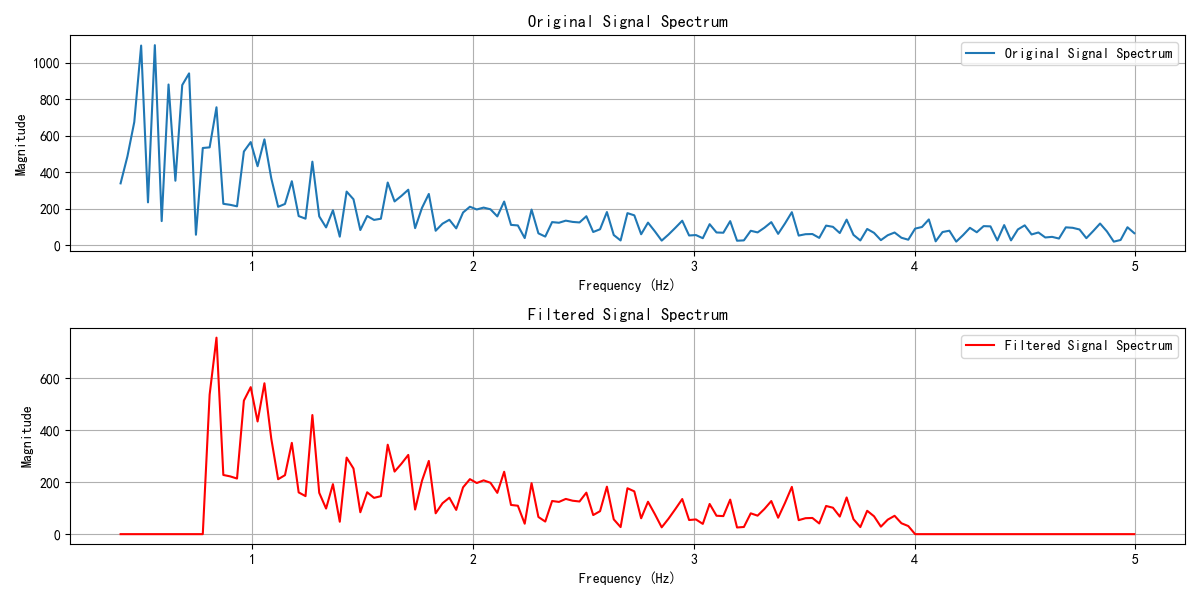 Original Signal Spectrum
Original Signal Spectrum
1000
800
600
400
200
0
Magnitude
1 2 3 4 5
Frequency (Hz)
Filtered Signal Spectrum
Filtered Signal Spectrum
600
400
200
0
Magnitude
1 2 3 4 5
Frequency (Hz)